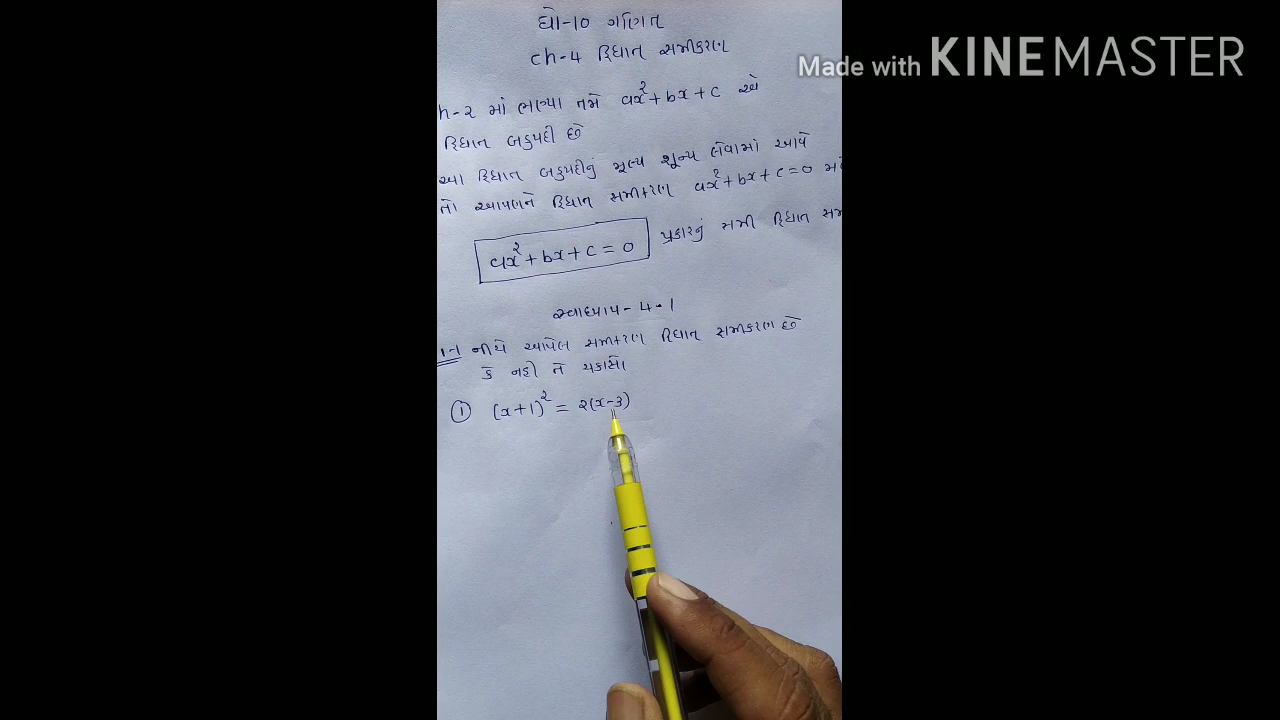 ધો-10 ગણિત
ch-4 દ્વિઘાત સમીકરણ
Made with KINEMASTER
h-2 માં ભણ્યા તમે ax²+bx+c એ
દ્વિઘાત બહુપદી છે
આ દ્વિઘાત બહુપદીનું મૂલ્ય શૂન્ય લેવામાં આવે
તો આપણને દ્વિઘાત સમીકરણ ax²+bx+c=0 મળે
ax²+bx+c=0 પ્રકારનું સમી દ્વિઘાત સમ
સ્વાધ્યાય-4.1
નીચે આપેલ સમીકરણ દ્વિઘાત સમીકરણ છે
કે નહી તે ચકાસો
① (x+1)²=2(x-3)